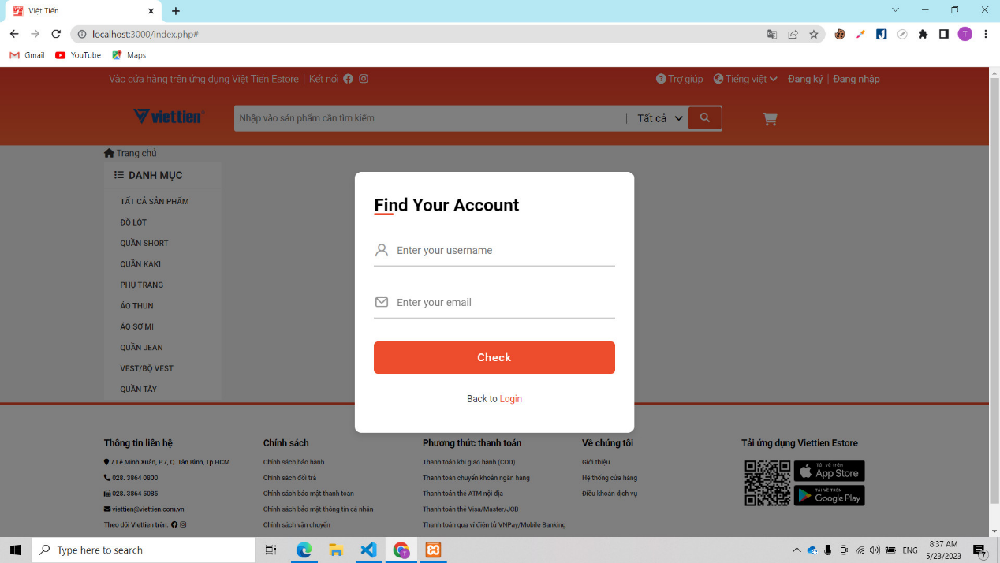 Việt Tiến
localhost:3000/index.php#
T
Gmail
YouTube
Maps
Vào cửa hàng trên ứng dụng Việt Tiến Estore | Kết nối
Trợ giúp
Tiếng việt
Đăng ký | Đăng nhập
viettien
Nhập vào sản phẩm cần tìm kiếm
Tất cả
Trang chủ
DANH MỤC
TẤT CẢ SẢN PHẨM
ĐỒ LÓT
QUẦN SHORT
QUẦN KAKI
PHỤ TRANG
ÁO THUN
ÁO SƠ MI
QUẦN JEAN
VEST/BỘ VEST
QUẦN TÂY
Find Your Account
Enter your username
Enter your email
Check
Back to Login
Thông tin liên hệ
7 Lê Minh Xuân, P.7, Q. Tân Bình, Tp.HCM
028. 3864 0800
028. 3864 5085
viettien@viettien.com.vn
Theo dõi Viettien trên:
Chính sách
Chính sách bảo hành
Chính sách đổi trả
Chính sách bảo mật thanh toán
Chính sách bảo mật thông tin cá nhân
Chính sách vận chuyển
Phương thức thanh toán
Thanh toán khi giao hành (COD)
Thanh toán chuyển khoản ngân hàng
Thanh toán thẻ ATM nội địa
Thanh toán thẻ Visa/Master/JCB
Thanh toán qua ví điện tử VNPay/Mobile Banking
Về chúng tôi
Giới thiệu
Hệ thống cửa hàng
Điều khoản dịch vụ
Tải ứng dụng Viettien Estore
Tải về trên
App Store
TẢI VỀ TRÊN
Google Play
Type here to search
T
ENG
8:37 AM
5/23/2023
7